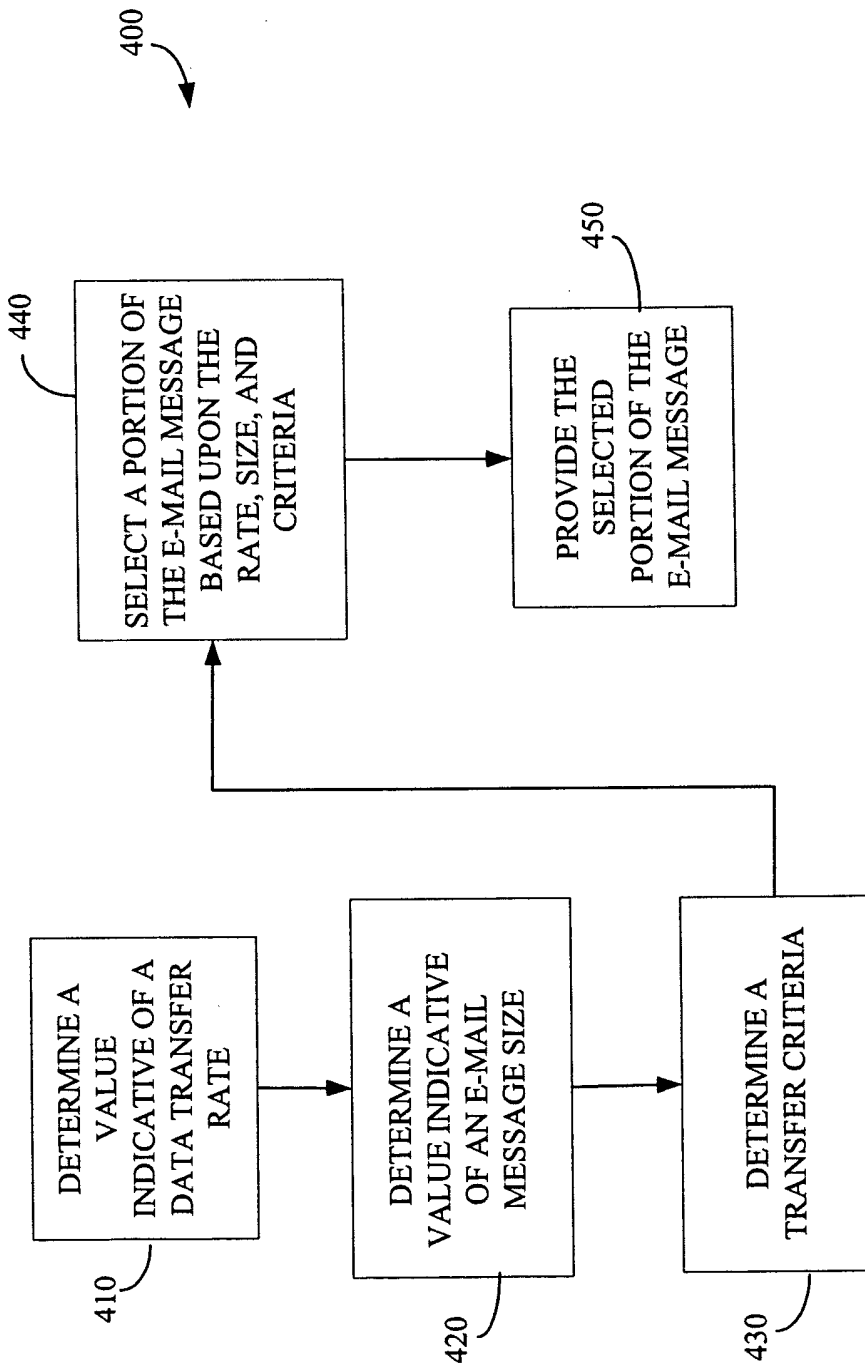 400
410
DETERMINE A
VALUE
INDICATIVE OF A
DATA TRANSFER
RATE
420
DETERMINE A
VALUE INDICATIVE
OF AN E-MAIL
MESSAGE SIZE
430
DETERMINE A
TRANSFER CRITERIA
440
SELECT A PORTION OF
THE E-MAIL MESSAGE
BASED UPON THE
RATE, SIZE, AND
CRITERIA
450
PROVIDE THE
SELECTED
PORTION OF THE
E-MAIL MESSAGE